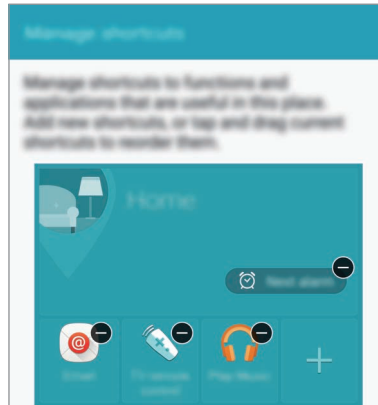 Manage shortcuts
Manage shortcuts to functions and
applications that are useful in this place.
Add new shortcuts, or tap and drag current
shortcuts to reorder them.
Home
Next alarm
Email
TV remote
control
Play Music